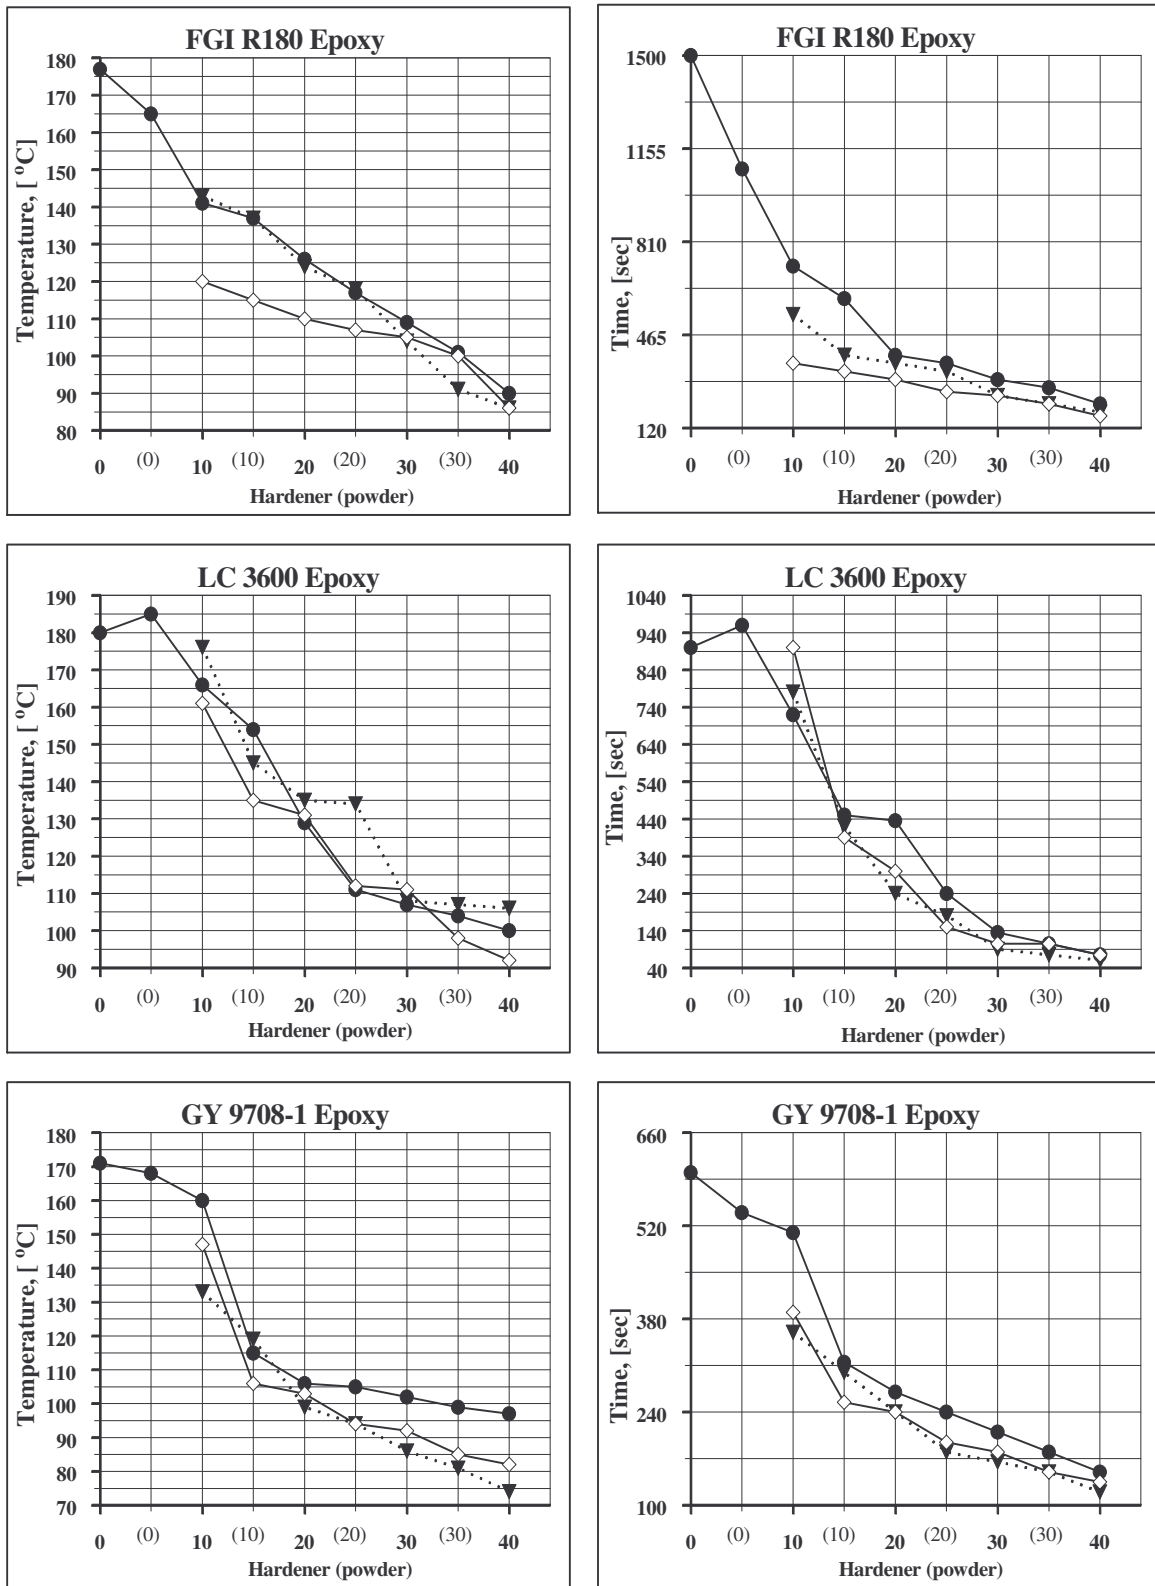 FGI R180 Epoxy
Temperature, [ °C]
180
170
160
150
140
130
120
110
100
90
80
0 (0) 10 (10) 20 (20) 30 (30) 40
Hardener (powder)
FGI R180 Epoxy
Time, [sec]
1500
1155
810
465
120
0 (0) 10 (10) 20 (20) 30 (30) 40
Hardener (powder)
LC 3600 Epoxy
Temperature, [ °C]
190
180
170
160
150
140
130
120
110
100
90
0 (0) 10 (10) 20 (20) 30 (30) 40
Hardener (powder)
LC 3600 Epoxy
Time, [sec]
1040
940
840
740
640
540
440
340
240
140
40
0 (0) 10 (10) 20 (20) 30 (30) 40
Hardener (powder)
GY 9708-1 Epoxy
Temperature, [ °C]
180
170
160
150
140
130
120
110
100
90
80
70
0 (0) 10 (10) 20 (20) 30 (30) 40
Hardener (powder)
GY 9708-1 Epoxy
Time, [sec]
660
520
380
240
100
0 (0) 10 (10) 20 (20) 30 (30) 40
Hardener (powder)